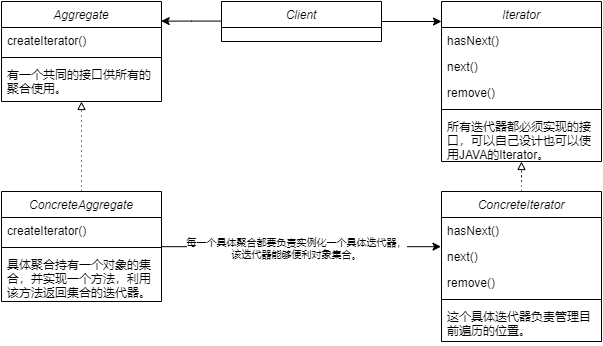 Aggregate
createIterator()
有一个共同的接口供所有的
聚合使用。
Client
Iterator
hasNext()
next()
remove()
所有迭代器都必须实现的接
口，可以自己设计也可以使
用JAVA的Iterator。
ConcreteAggregate
createIterator()
具体聚合持有一个对象的集
合，并实现一个方法，利用
该方法返回集合的迭代器。
每一个具体聚合都要负责实例化一个具体迭代器，
该迭代器能够便利对象集合。
ConcreteIterator
hasNext()
next()
remove()
这个具体迭代器负责管理目
前遍历的位置。